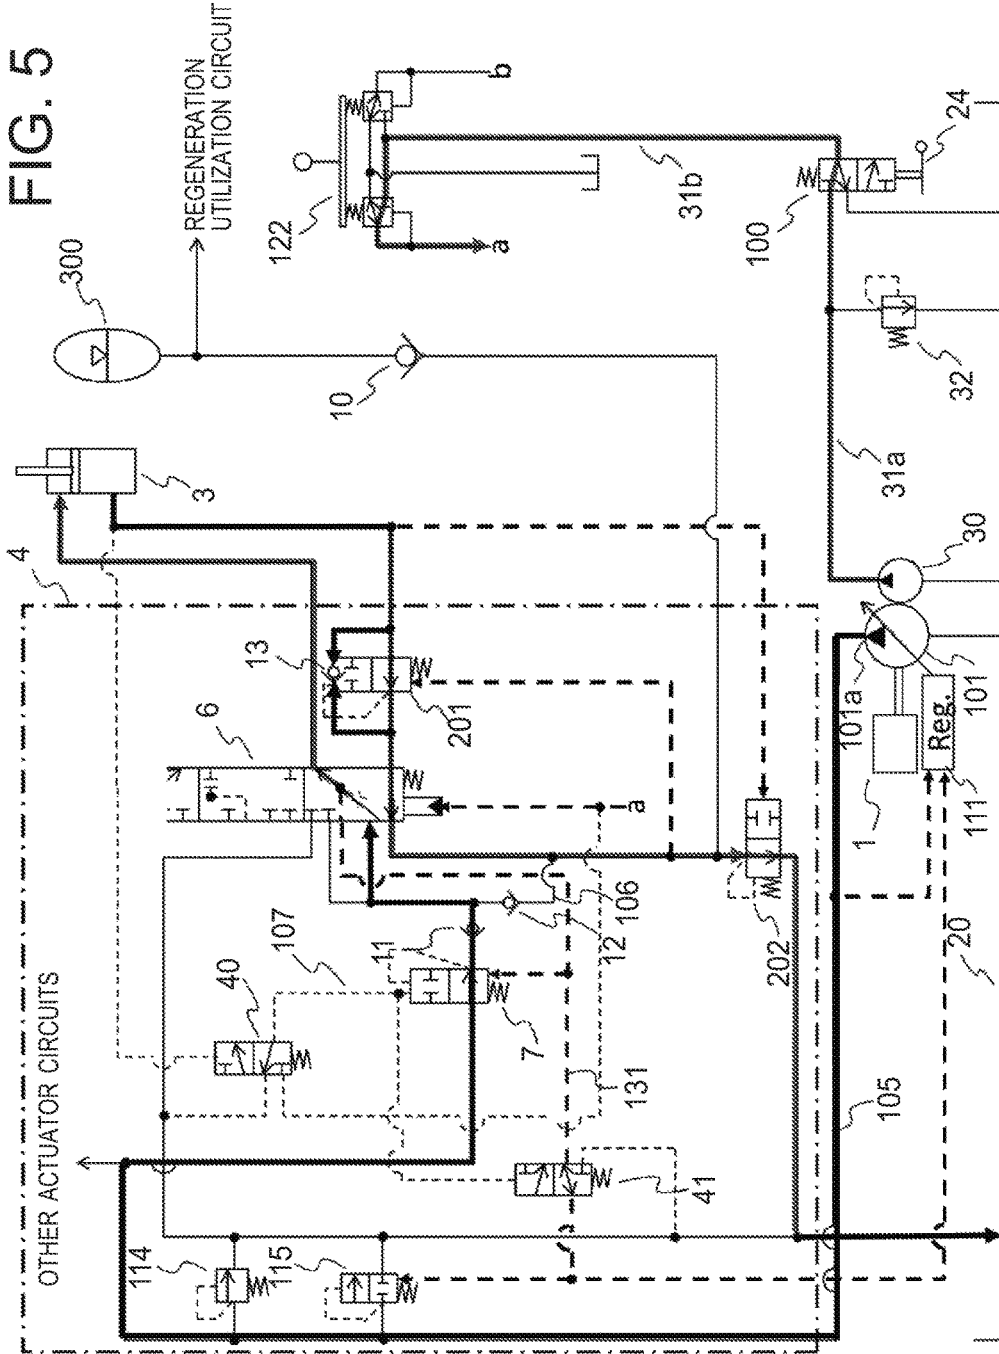 FIG. 5
REGENERATION
UTILIZATION CIRCUIT
300
122
b
a
24
31b
100
10
32
3
31a
4
30
13
6
201
101a
101
Reg.
1
111
a
106
12
202
11
107
40
7
20
OTHER ACTUATOR CIRCUITS
131
105
41
114
115